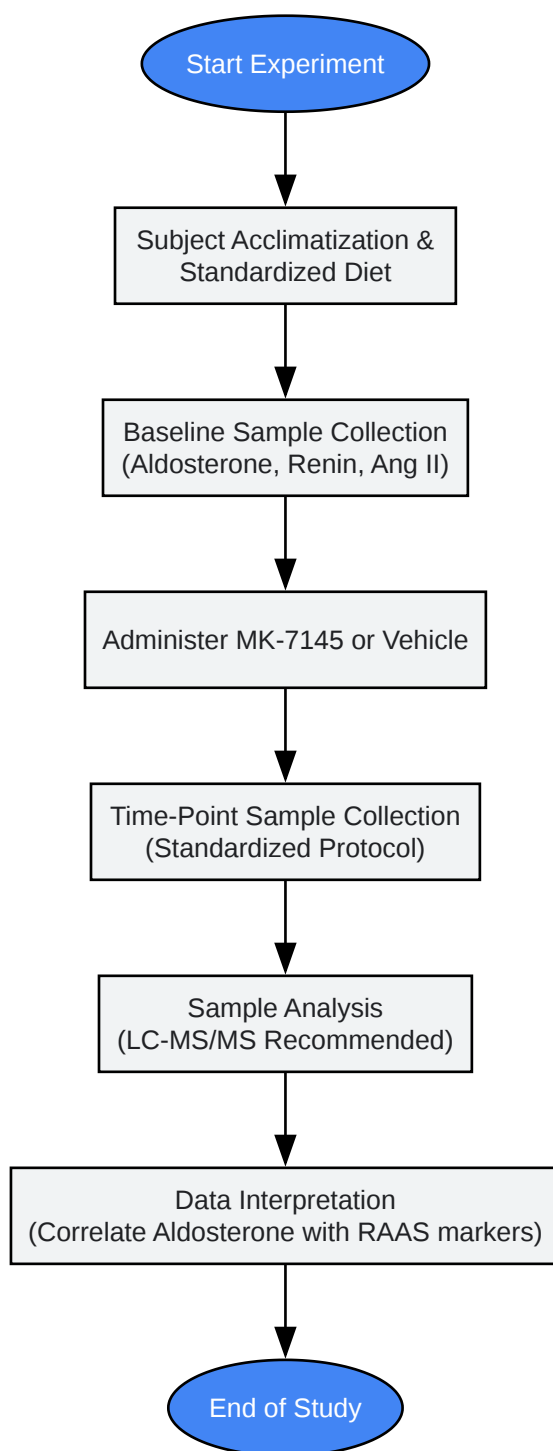 Start Experiment
Subject Acclimatization &
Standardized Diet
Baseline Sample Collection
(Aldosterone, Renin, Ang II)
Administer MK-7145 or Vehicle
Time-Point Sample Collection
(Standardized Protocol)
Sample Analysis
(LC-MS/MS Recommended)
Data Interpretation
(Correlate Aldosterone with RAAS markers)
End of Study